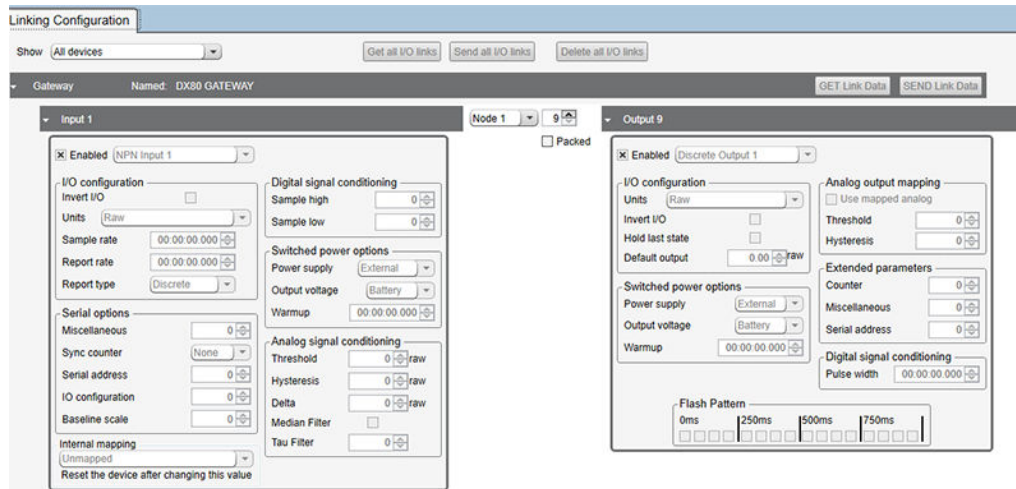 Linking Configuration
Show All devices Get all I/O links Send all I/O links Delete all I/O links
Gateway Named: DX80 GATEWAY GET Link Data SEND Link Data
Input 1 Node 1 9 Output 9
Packed
Enabled NPN Input 1
I/O configuration
Invert I/O
Units Raw
Sample rate 00:00:00.000
Report rate 00:00:00.000
Report type Discrete
Serial options
Miscellaneous 0
Sync counter None
Serial address 0
IO configuration 0
Baseline scale 0
Internal mapping
Unmapped
Reset the device after changing this value
Digital signal conditioning
Sample high 0
Sample low 0
Switched power options
Power supply External
Output voltage Battery
Warmup 00:00:00.000
Analog signal conditioning
Threshold 0 raw
Hysteresis 0 raw
Delta 0 raw
Median Filter
Tau Filter 0
Enabled Discrete Output 1
I/O configuration
Units Raw
Invert I/O
Hold last state
Default output 0.00 raw
Switched power options
Power supply External
Output voltage Battery
Warmup 00:00:00.000
Analog output mapping
Use mapped analog
Threshold 0
Hysteresis 0
Extended parameters
Counter 0
Miscellaneous 0
Serial address 0
Digital signal conditioning
Pulse width 00:00:00.000
Flash Pattern
0ms 250ms 500ms 750ms